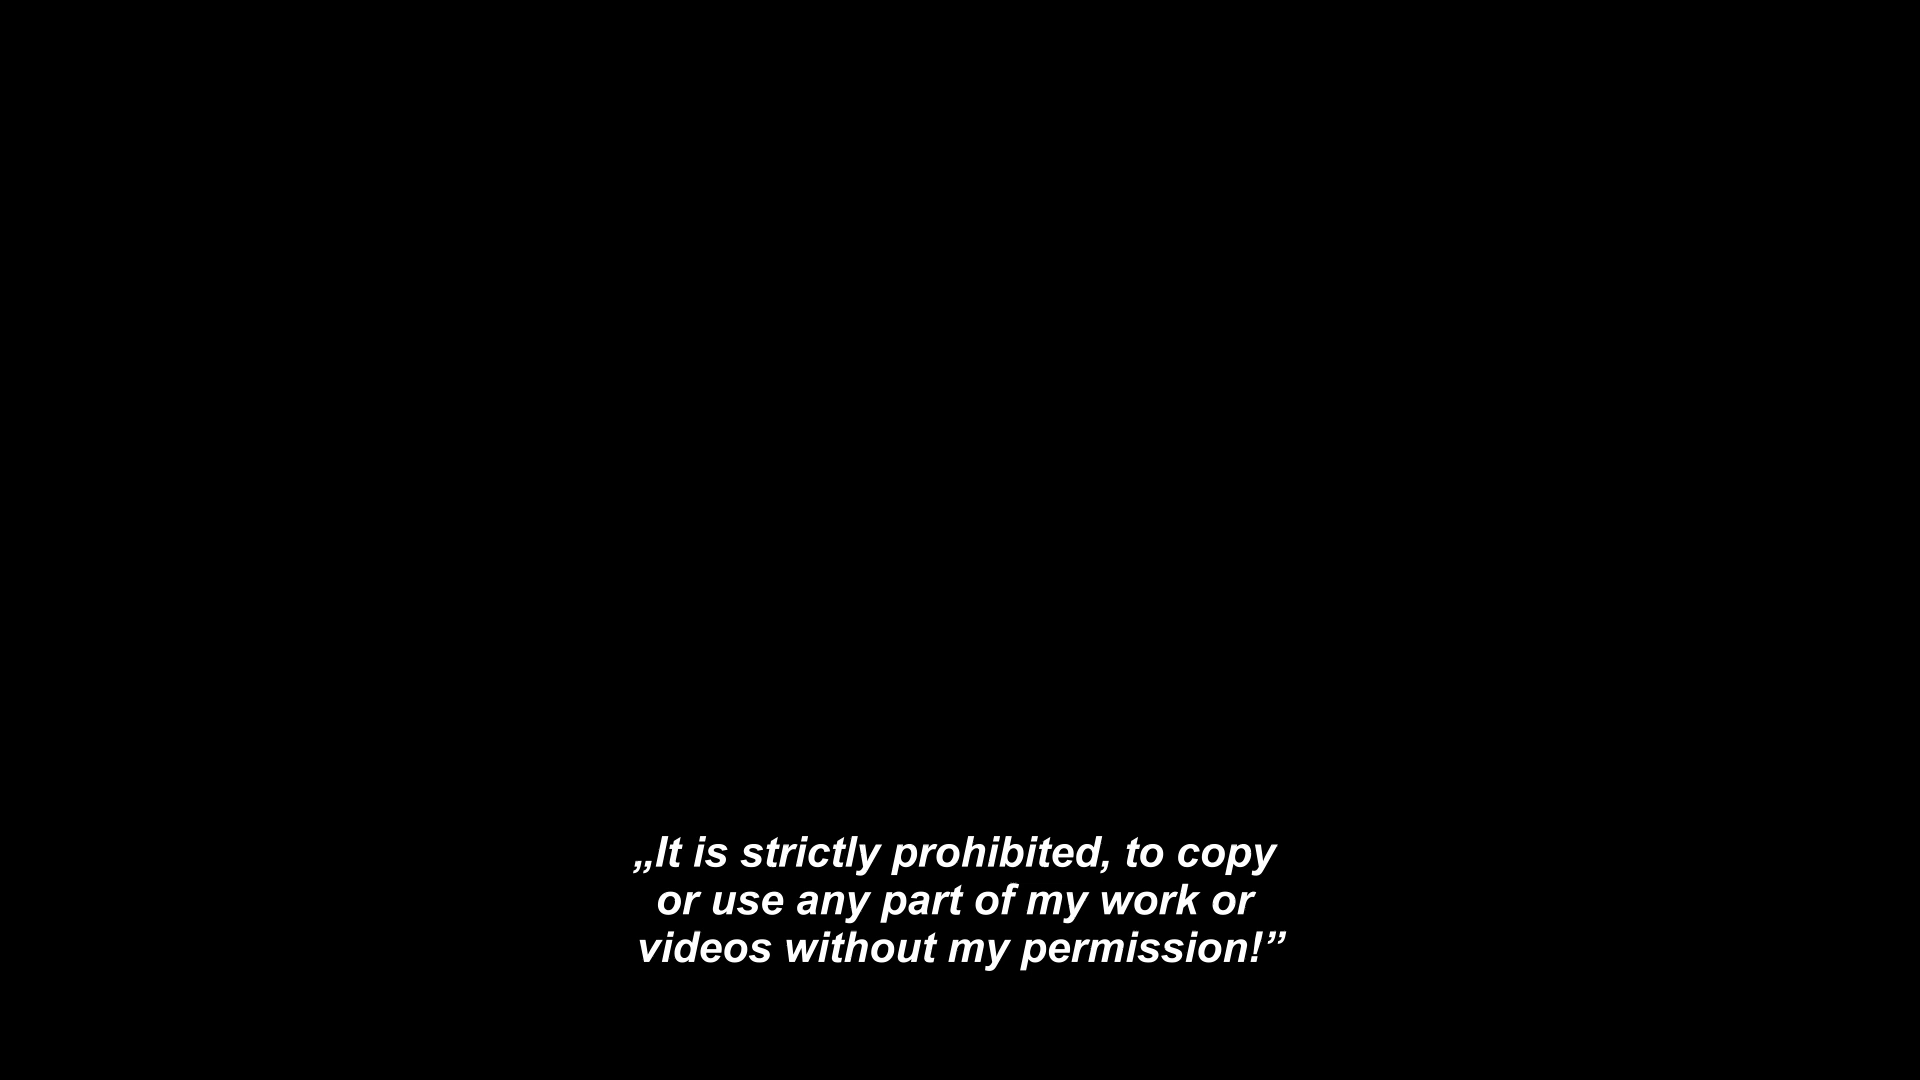 „It is strictly prohibited, to copy
or use any part of my work or
videos without my permission!”